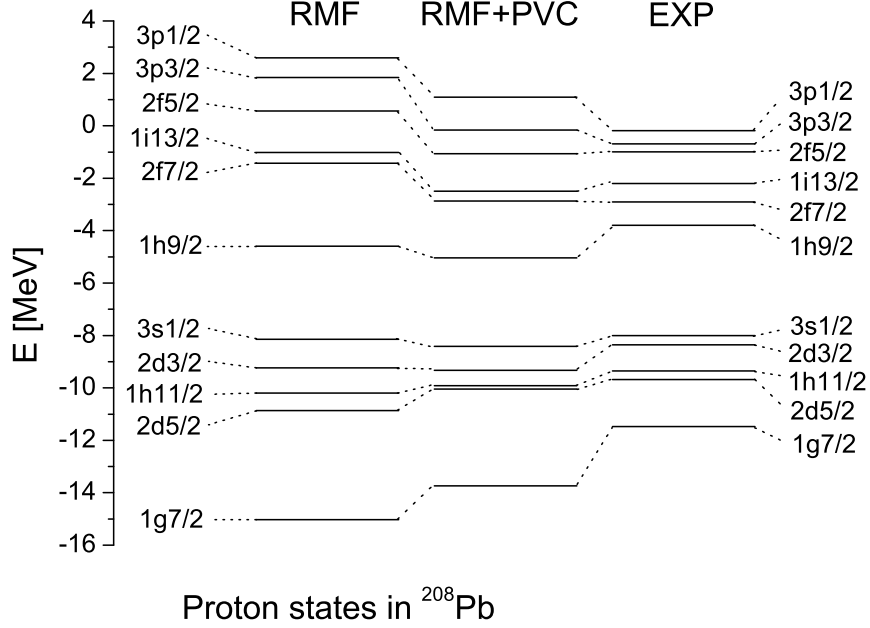 RMF RMF+PVC EXP
E [MeV]
4
2
0
-2
-4
-6
-8
-10
-12
-14
-16
3p1/2
3p3/2
2f5/2
1i13/2
2f7/2
1h9/2
3s1/2
2d3/2
1h11/2
2d5/2
1g7/2
3p1/2
3p3/2
2f5/2
1i13/2
2f7/2
1h9/2
3s1/2
2d3/2
1h11/2
2d5/2
1g7/2
Proton states in ²⁰⁸Pb